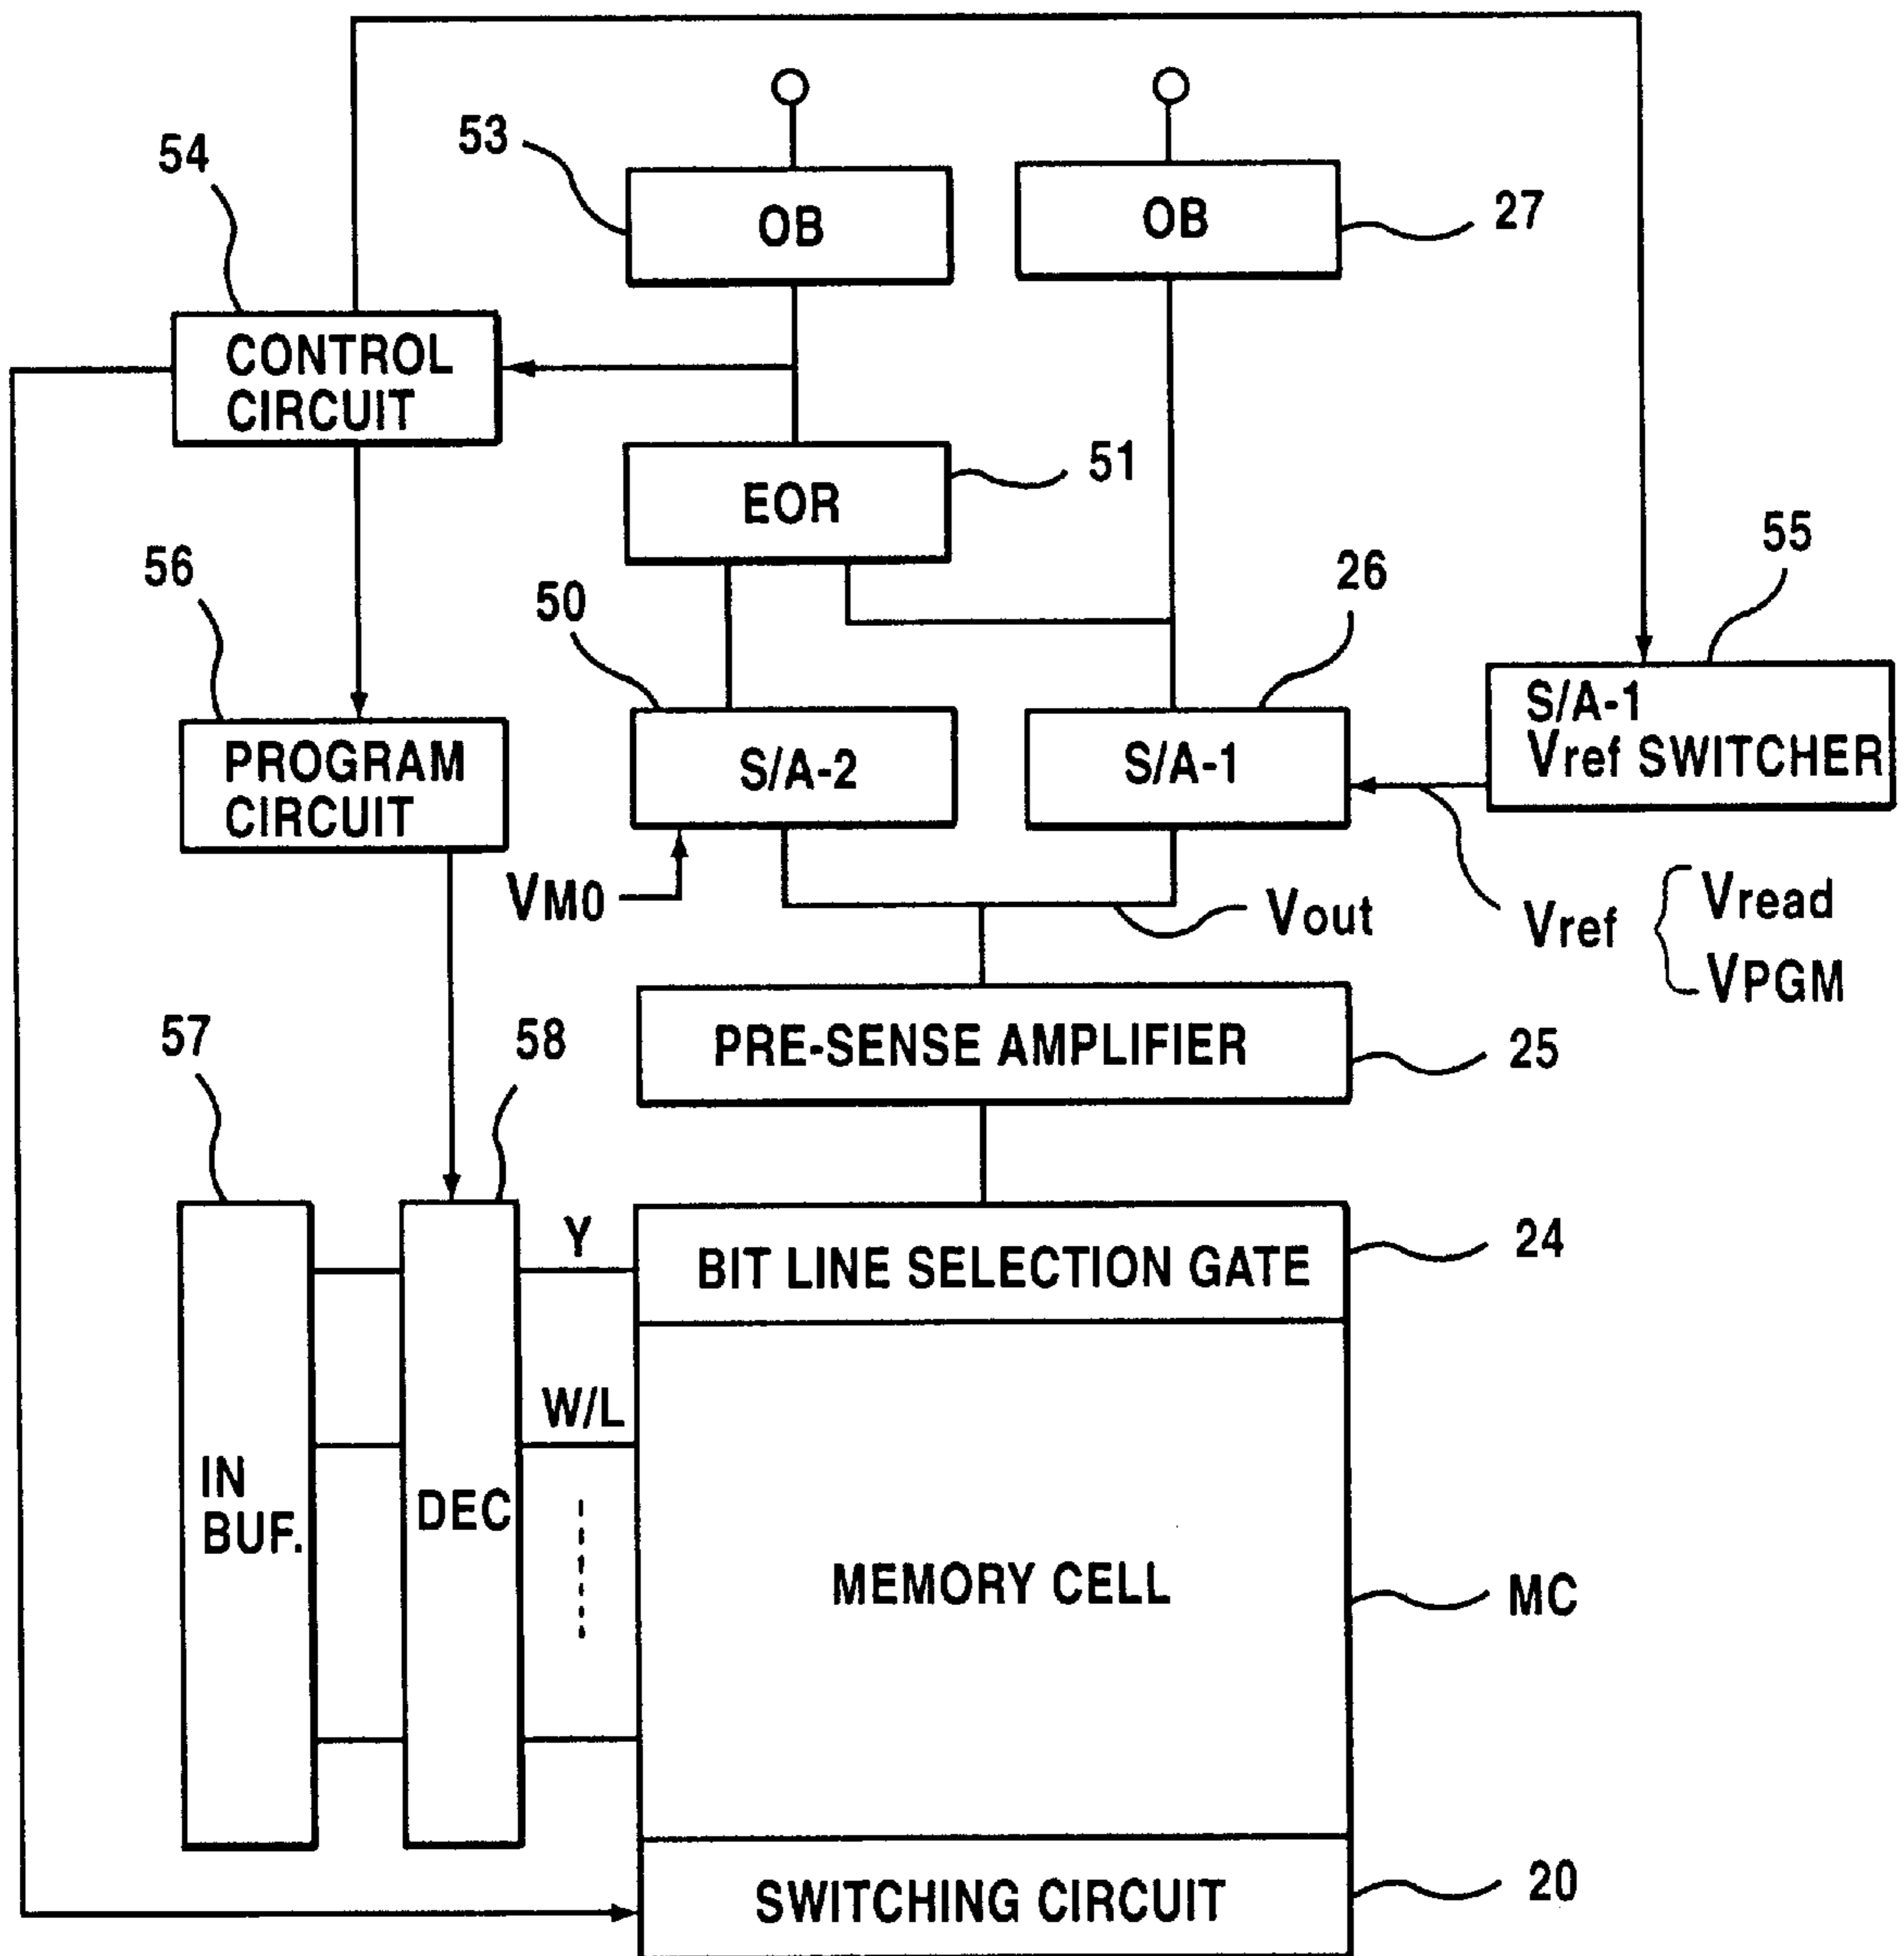 53
54
OB
OB
27
CONTROL
CIRCUIT
51
EOR
55
56
50
26
S/A-1
Vref SWITCHER
PROGRAM
CIRCUIT
S/A-2
S/A-1
VM0
Vout
Vref
Vread
VPGM
57
58
PRE-SENSE AMPLIFIER
25
Y
BIT LINE SELECTION GATE
24
W/L
IN
BUF.
DEC
MEMORY CELL
MC
SWITCHING CIRCUIT
20